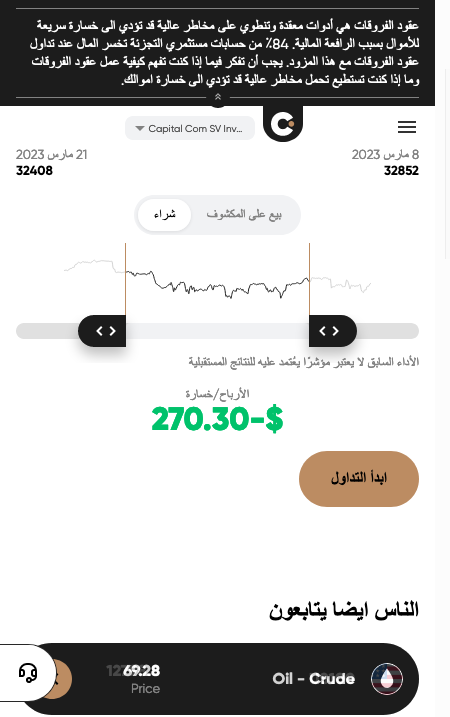 عقود الفروقات هي أدوات معقدة وتنطوي على مخاطر عالية قد تؤدي الى خسارة سريعة
للأموال بسبب الرافعة المالية. 84٪ من حسابات مستثمري التجزئة تخسر المال عند تداول
عقود الفروقات مع هذا المزود. يجب أن تفكر فيما إذا كنت تفهم كيفية عمل عقود الفروقات
وما إذا كنت تستطيع تحمل مخاطر عالية قد تؤدي الى خسارة اموالك.
Capital Com SV Inv...
8 مارس 2023
21 مارس 2023
32852
32408
بيع على المكشوف
شراء
الأداء السابق لا يعتبر مؤشرًا يعُتمد عليه للنتائج المستقبلية
الأرباح/خسارة
270.30-$
ابدأ التداول
الناس ايضا يتابعون
Oil - Crude
69.28
Price